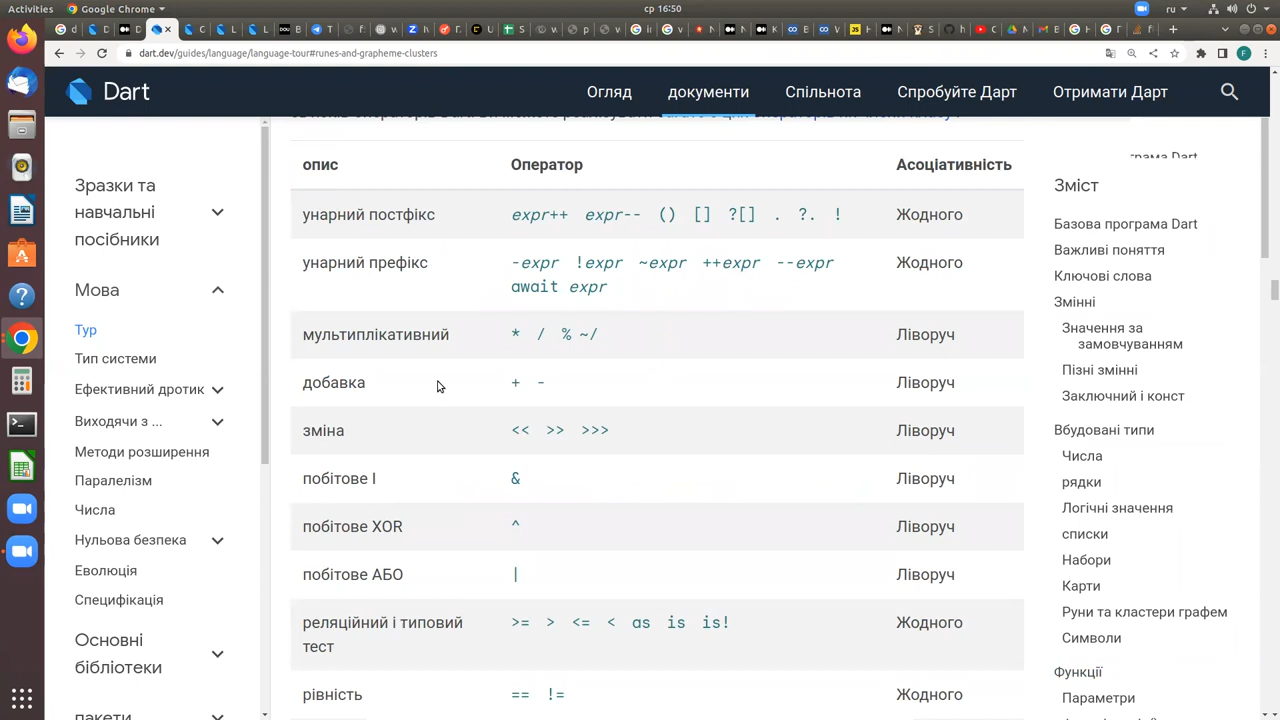 Activities
Google Chrome
ср 16:50
ru
dart.dev/guides/language/language-tour#runes-and-grapheme-clusters
Dart
Огляд
документи
Спільнота
Спробуйте Дарт
Отримати Дарт
Зразки та
навчальні
посібники
Мова
Тур
Тип системи
Ефективний дротик
Виходячи з ...
Методи розширення
Паралелізм
Числа
Нульова безпека
Еволюція
Специфікація
Основні
бібліотеки
пакети
опис Оператор Асоціативність
унарний постфікс expr++ expr-- () [] ?[] . ?. ! Жодного
унарний префікс -expr !expr ~expr ++expr --expr Жодного
await expr
мультиплікативний * / % ~/ Ліворуч
добавка + - Ліворуч
зміна << >> >>> Ліворуч
побітове І & Ліворуч
побітове XOR ^ Ліворуч
побітове АБО | Ліворуч
реляційний і типовий >= > <= < as is is! Жодного
тест
рівність == != Жодного
Зміст
Базова програма Dart
Важливі поняття
Ключові слова
Змінні
Значення за
замовчуванням
Пізні змінні
Заключний і конст
Вбудовані типи
Числа
рядки
Логічні значення
списки
Набори
Карти
Руни та кластери графем
Символи
Функції
Параметри